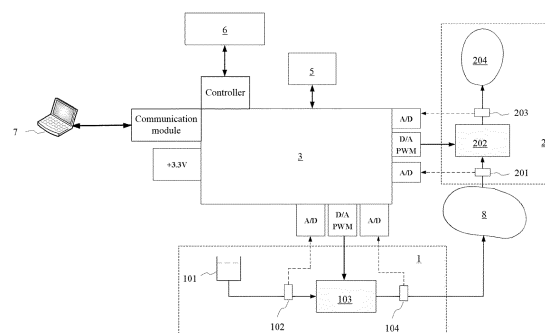 6
204
5
Controller
203
7
Communication module
A/D
202
2
D/A PWM
+3.3V
3
A/D
201
8
A/D
D/A PWM
A/D
1
101
103
102
104